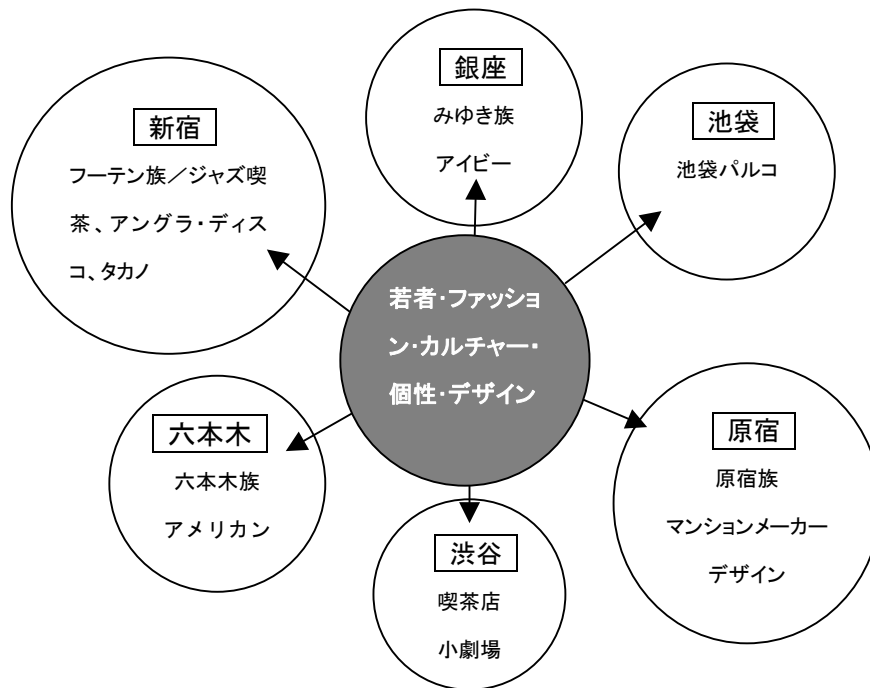 銀座
みゆき族
アイビー
新宿
フーテン族／ジャズ喫
茶、アングラ・ディス
コ、タカノ
池袋
池袋パルコ
若者・ファッショ
ン・カルチャー・
個性・デザイン
六本木
六本木族
アメリカン
原宿
原宿族
マンションメーカー
デザイン
渋谷
喫茶店
小劇場